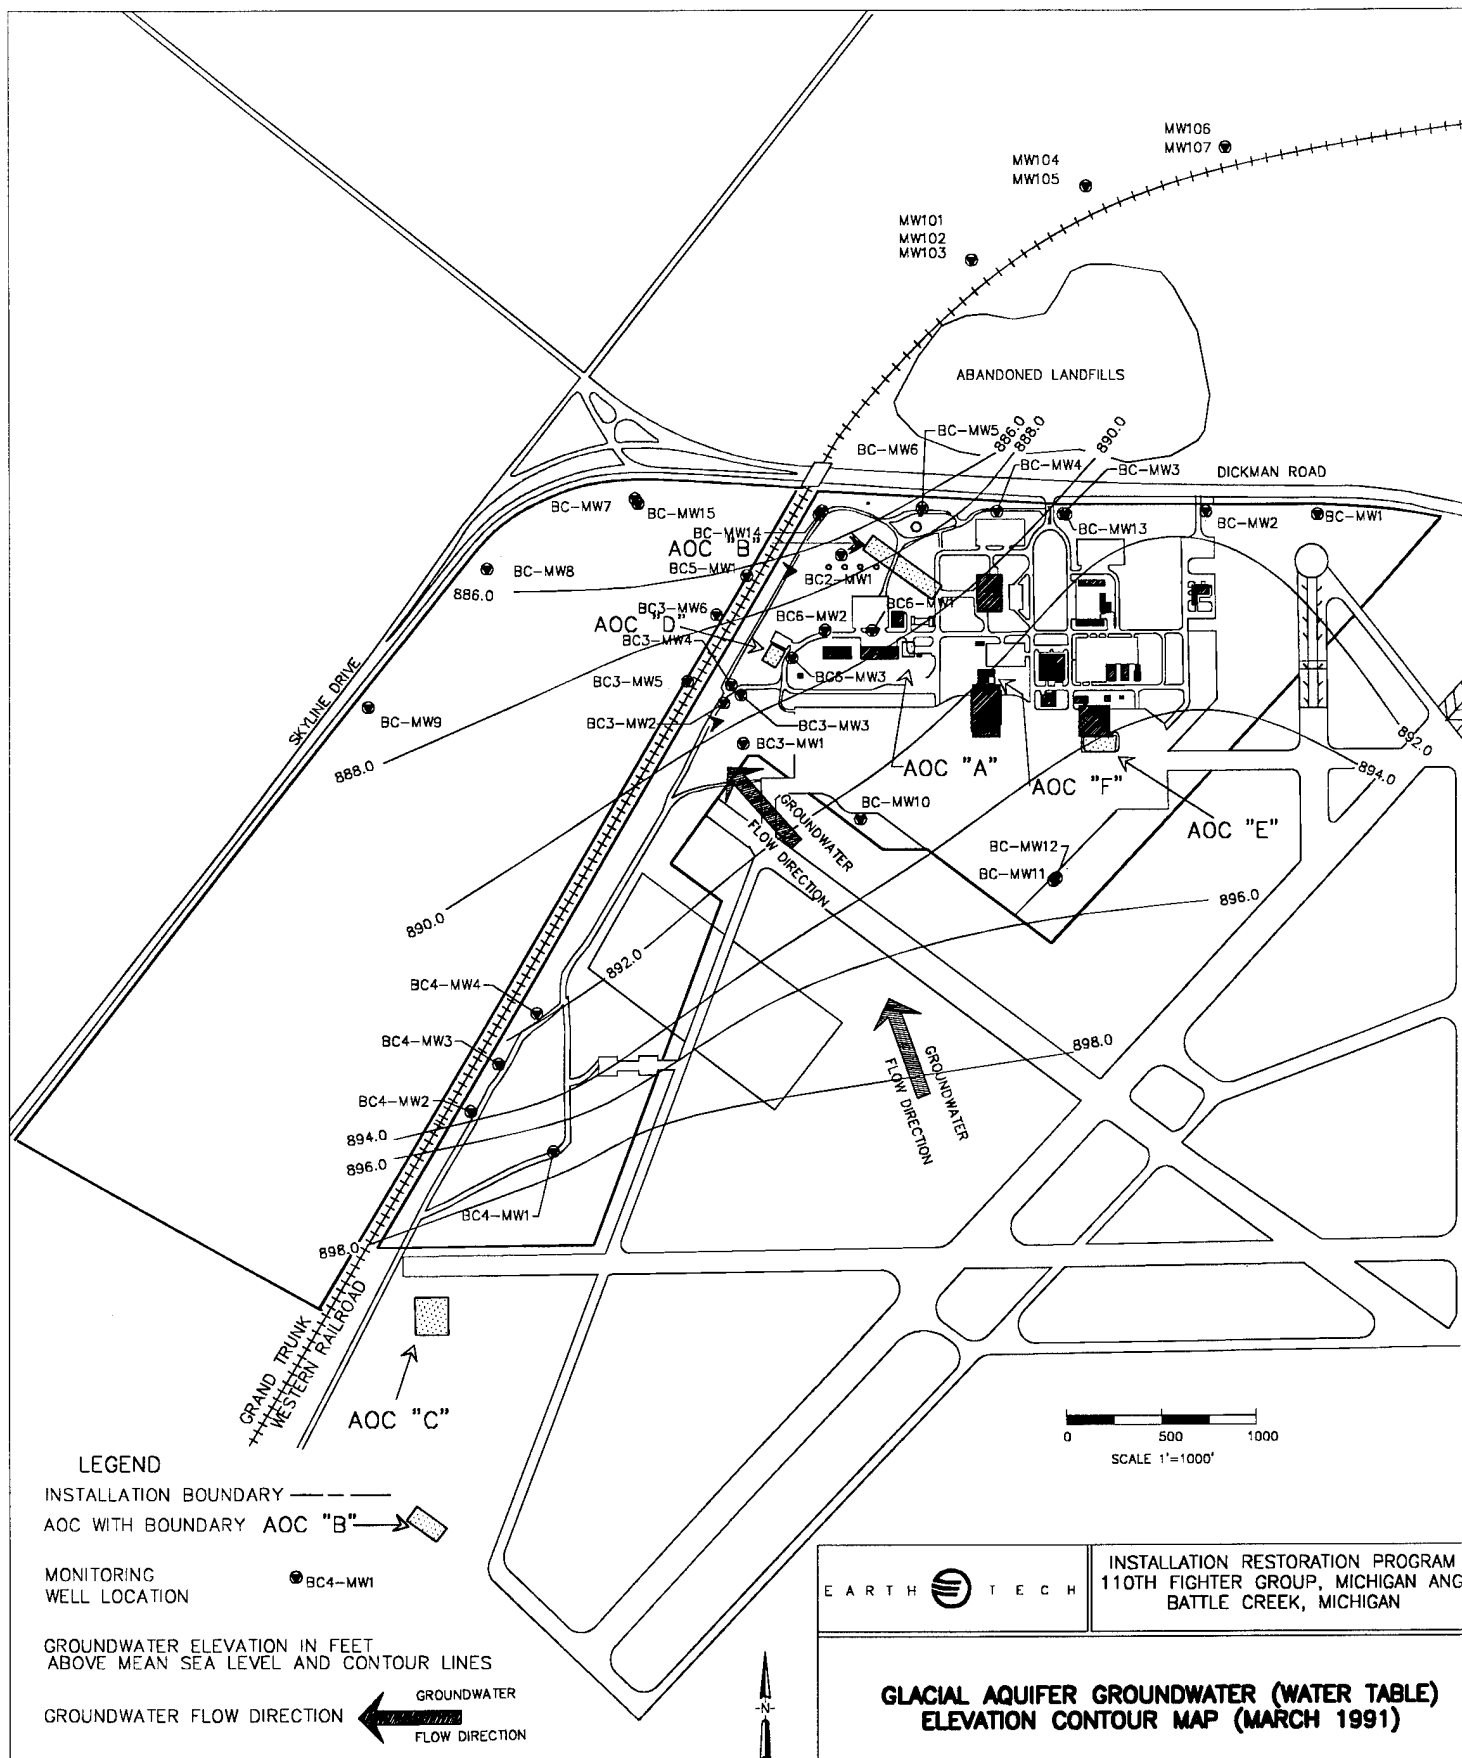 MW106
MW107
MW104
MW105
MW101
MW102
MW103
ABANDONED LANDFILLS
BC-MW5
886.0
888.0
890.0
BC-MW6
BC-MW4
BC-MW3
DICKMAN ROAD
BC-MW7
BC-MW15
BC-MW14
BC-MW13
BC-MW2
BC-MW1
AOC "B"
BC-MW8
BC5-MW1
BC2-MW1
886.0
BC3-MW6
BC6-MW2
BC6-MW1
AOC "D"
BC3-MW4
BC6-MW3
BC3-MW5
SKYLINE DRIVE
BC-MW9
BC3-MW2
BC3-MW3
BC3-MW1
892.0
888.0
AOC "A"
894.0
AOC "F"
GROUNDWATER
FLOW DIRECTION
BC-MW10
AOC "E"
BC-MW12
BC-MW11
896.0
890.0
892.0
BC4-MW4
898.0
BC4-MW3
GROUNDWATER
FLOW DIRECTION
BC4-MW2
894.0
896.0
BC4-MW1
898.0
GRAND TRUNK
WESTERN RAILROAD
AOC "C"
0 500 1000
SCALE 1'=1000'
LEGEND
INSTALLATION BOUNDARY
AOC WITH BOUNDARY AOC "B"
MONITORING
WELL LOCATION
BC4-MW1
GROUNDWATER ELEVATION IN FEET
ABOVE MEAN SEA LEVEL AND CONTOUR LINES
GROUNDWATER FLOW DIRECTION
GROUNDWATER
FLOW DIRECTION
-N-
EARTH TECH
INSTALLATION RESTORATION PROGRAM
110TH FIGHTER GROUP, MICHIGAN ANG
BATTLE CREEK, MICHIGAN
GLACIAL AQUIFER GROUNDWATER (WATER TABLE)
ELEVATION CONTOUR MAP (MARCH 1991)